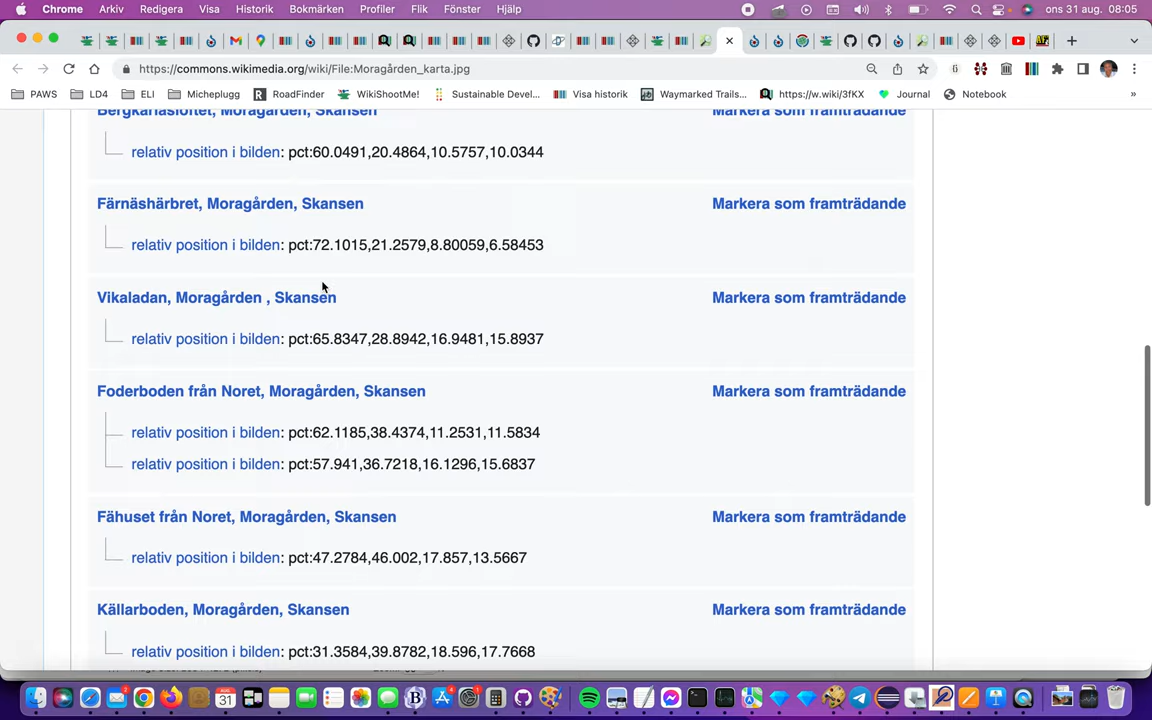 Chrome Arkiv Redigera Visa Historik Bokmärken Profiler Flik Fönster Hjälp ons 31 aug. 08:05
https://commons.wikimedia.org/wiki/File:Moragården_karta.jpg
PAWS LD4 ELI Micheplugg RoadFinder WikiShootMe! Sustainable Devel... Visa historik Waymarked Trails... https://w.wiki/3fKX Journal Notebook »
Bergkarlasloftet, Moragården, Skansen Markera som framträdande
relativ position i bilden: pct:60.0491,20.4864,10.5757,10.0344
Färnäshärbret, Moragården, Skansen Markera som framträdande
relativ position i bilden: pct:72.1015,21.2579,8.80059,6.58453
Vikaladan, Moragården , Skansen Markera som framträdande
relativ position i bilden: pct:65.8347,28.8942,16.9481,15.8937
Foderboden från Noret, Moragården, Skansen Markera som framträdande
relativ position i bilden: pct:62.1185,38.4374,11.2531,11.5834
relativ position i bilden: pct:57.941,36.7218,16.1296,15.6837
Fähuset från Noret, Moragården, Skansen Markera som framträdande
relativ position i bilden: pct:47.2784,46.002,17.857,13.5667
Källarboden, Moragården, Skansen Markera som framträdande
relativ position i bilden: pct:31.3584,39.8782,18.596,17.7668